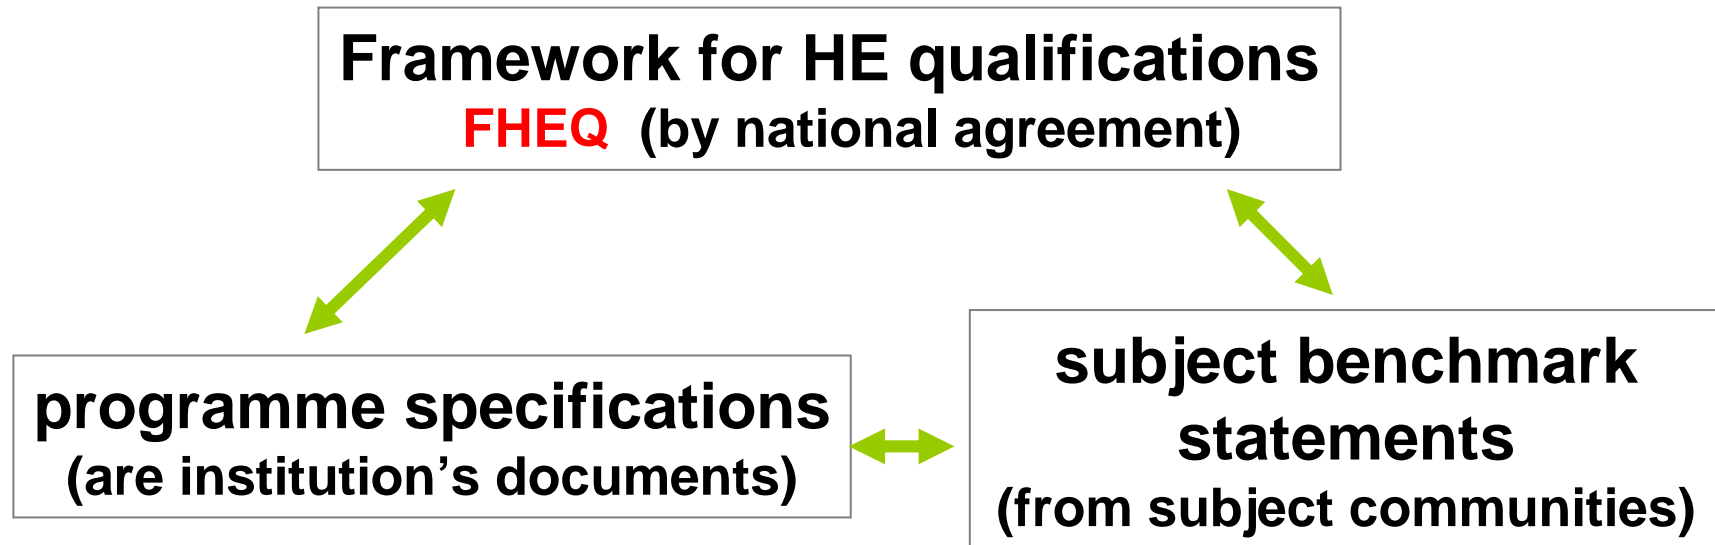 Framework for HE qualifications
FHEQ (by national agreement)
programme specifications
(are institution’s documents)
subject benchmark
statements
(from subject communities)